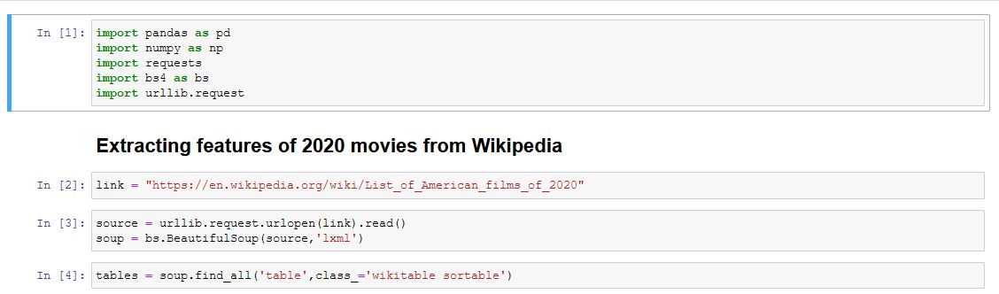 In [1]: import pandas as pd
import numpy as np
import requests
import bs4 as bs
import urllib.request
Extracting features of 2020 movies from Wikipedia
In [2]: link = "https://en.wikipedia.org/wiki/List_of_American_films_of_2020"
In [3]: source = urllib.request.urlopen(link).read()
soup = bs.BeautifulSoup(source,'lxml')
In [4]: tables = soup.find_all('table',class_='wikitable sortable')